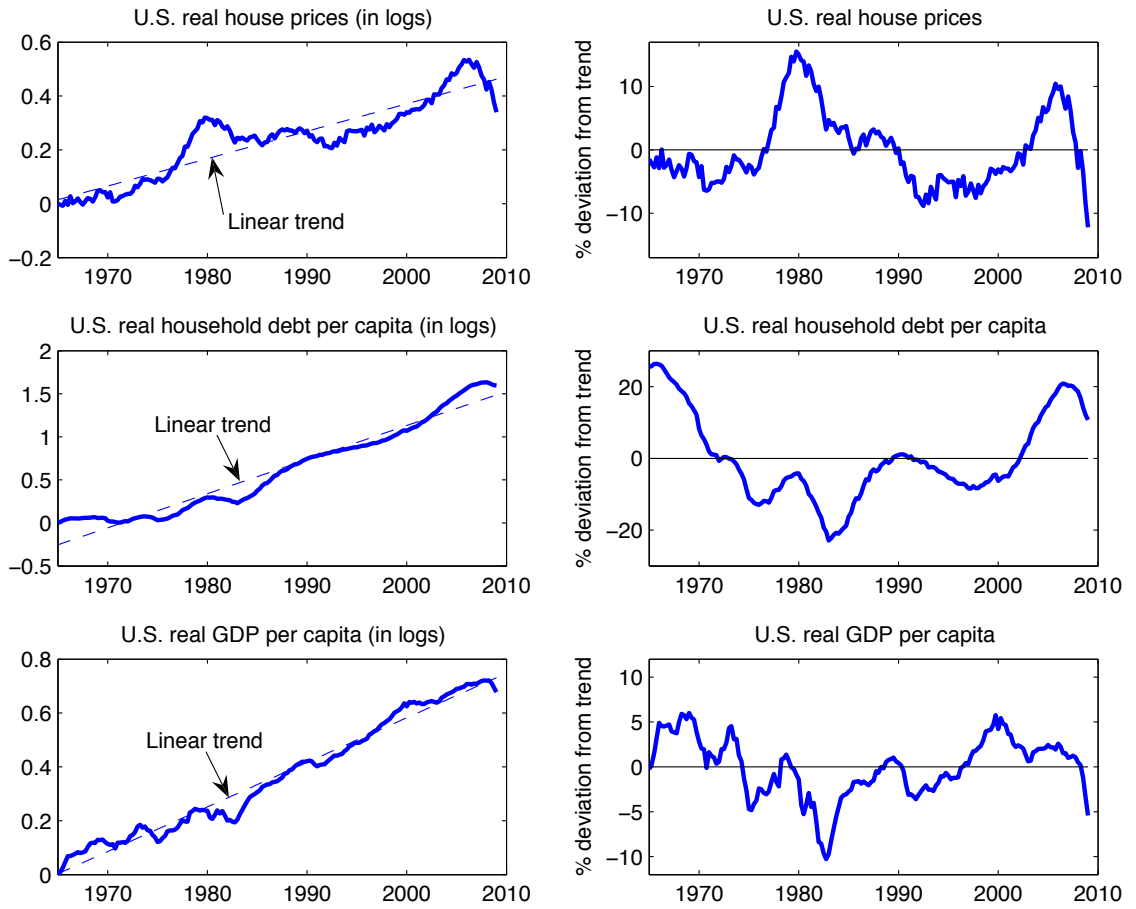 U.S. real house prices (in logs)
0.6
0.4
0.2
0
−0.2
Linear trend
1970 1980 1990 2000 2010
U.S. real house prices
% deviation from trend
10
0
−10
1970 1980 1990 2000 2010
U.S. real household debt per capita (in logs)
2
1.5
1
0.5
0
−0.5
Linear trend
1970 1980 1990 2000 2010
U.S. real household debt per capita
% deviation from trend
20
0
−20
1970 1980 1990 2000 2010
U.S. real GDP per capita (in logs)
0.8
0.6
0.4
0.2
0
Linear trend
1970 1980 1990 2000 2010
U.S. real GDP per capita
% deviation from trend
10
5
0
−5
−10
1970 1980 1990 2000 2010